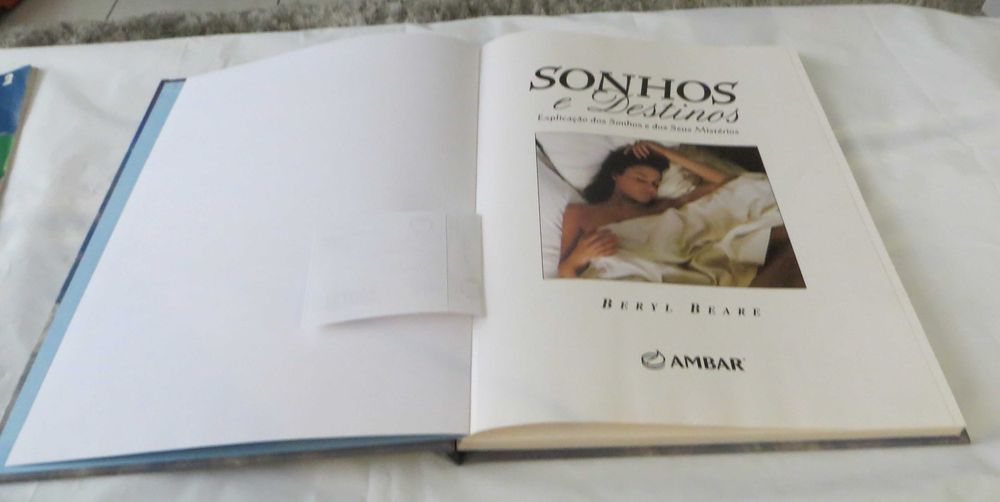 SONHOS
e Destinos
Explicação dos Sonhos e dos Seus Mistérios
BERYL BEARE
AMBAR